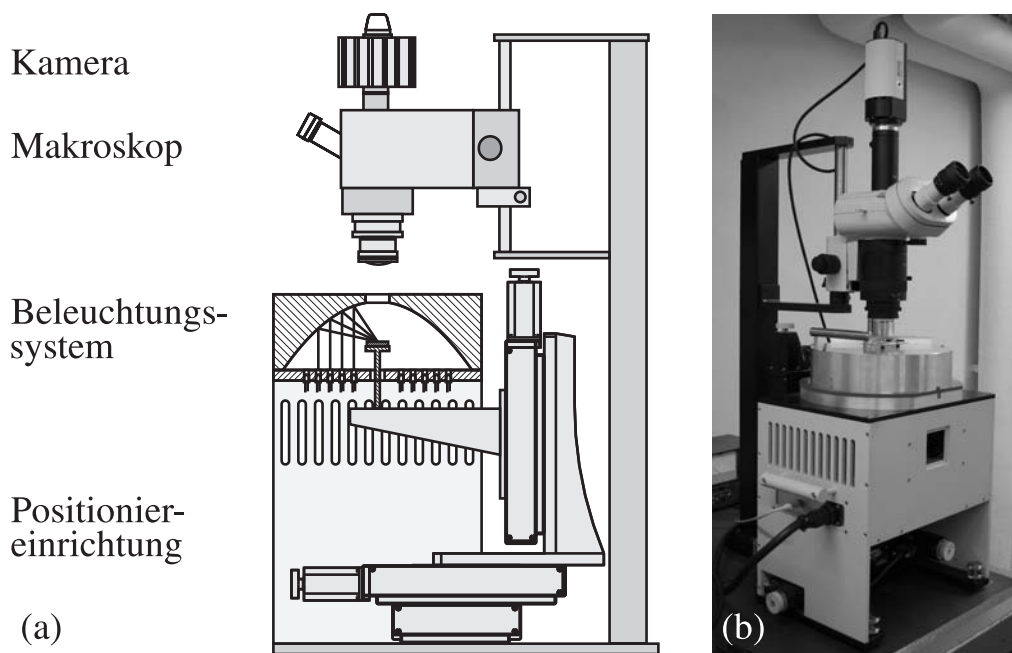 Kamera
Makroskop
Beleuchtungs-
system
Positionier-
einrichtung
(a)
(b)